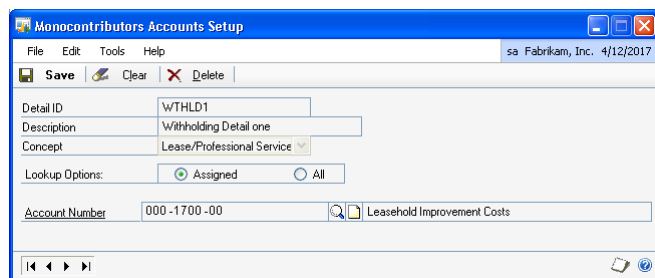 Monocontributors Accounts Setup
File Edit Tools Help sa Fabrikam, Inc. 4/12/2017
Save Clear Delete
Detail ID WTHLD1
Description Withholding Detail one
Concept Lease/Professional Service
Lookup Options: Assigned All
Account Number 000 -1700 -00 Leasehold Improvement Costs